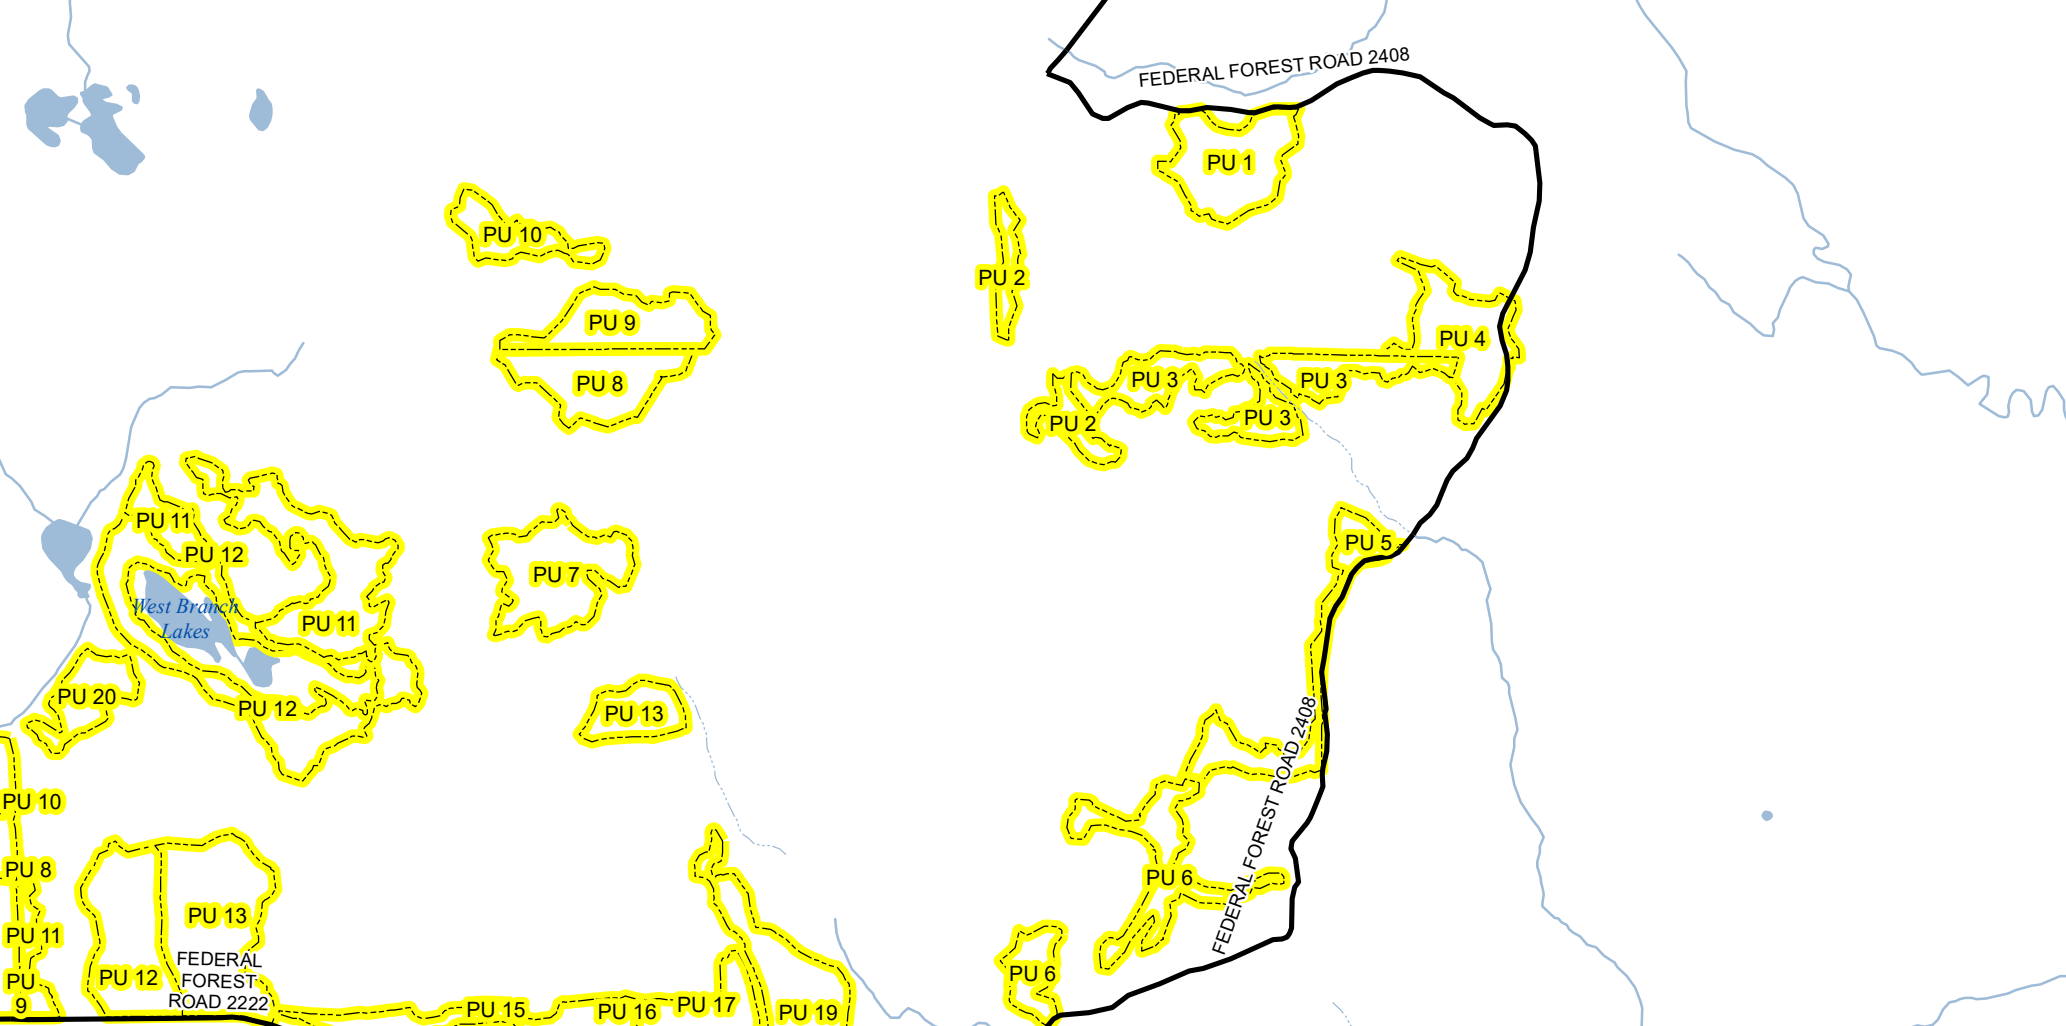 FEDERAL FOREST ROAD 2408
PU 1
PU 10
PU 2
PU 9
PU 4
PU 8
PU 3
PU 3
PU 2
PU 3
PU 11
PU 12
PU 5
PU 7
West Branch
Lakes
PU 11
PU 20
PU 12
PU 13
FEDERAL FOREST ROAD 2408
PU 10
PU 8
PU 6
PU 13
PU 11
FEDERAL
FOREST
ROAD 2222
PU 12
PU
9
PU 6
PU 15
PU 16
PU 17
PU 19